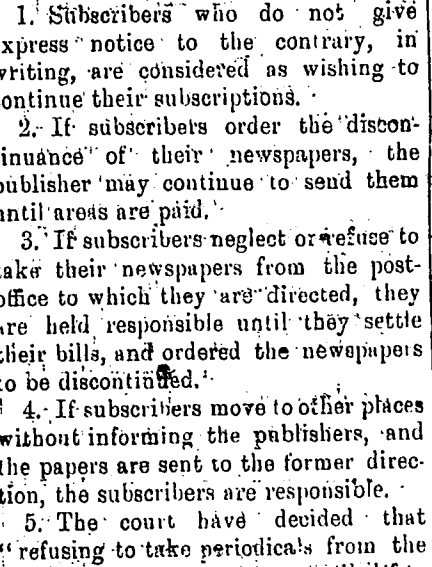 1. Subscribers who do not give
xpress notice to the contrary, in
writing, are considered as wishing to
ontinue their subscriptions.
2. If subscribers order the discon-
inuance of their newspapers, the
publisher may continue to send them
until areas are paid.
3. If subscribers neglect or refuse to
take their newspapers from the post-
office to which they are directed, they
are held responsible until they settle
their bills, and ordered the newspapers
to be discontinued.
4. If subscribers move to other places
without informing the publishers, and
the papers are sent to the former direc-
tion, the subscribers are responsible.
5. The court have decided that
"refusing to take periodicals from the